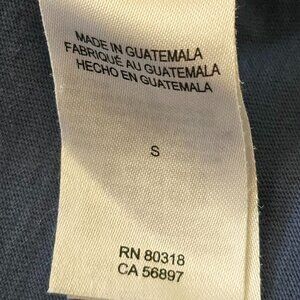 MADE IN GUATEMALA
FABRIQUÉ AU GUATEMALA
HECHO EN GUATEMALA
S
RN 80318
CA 56897